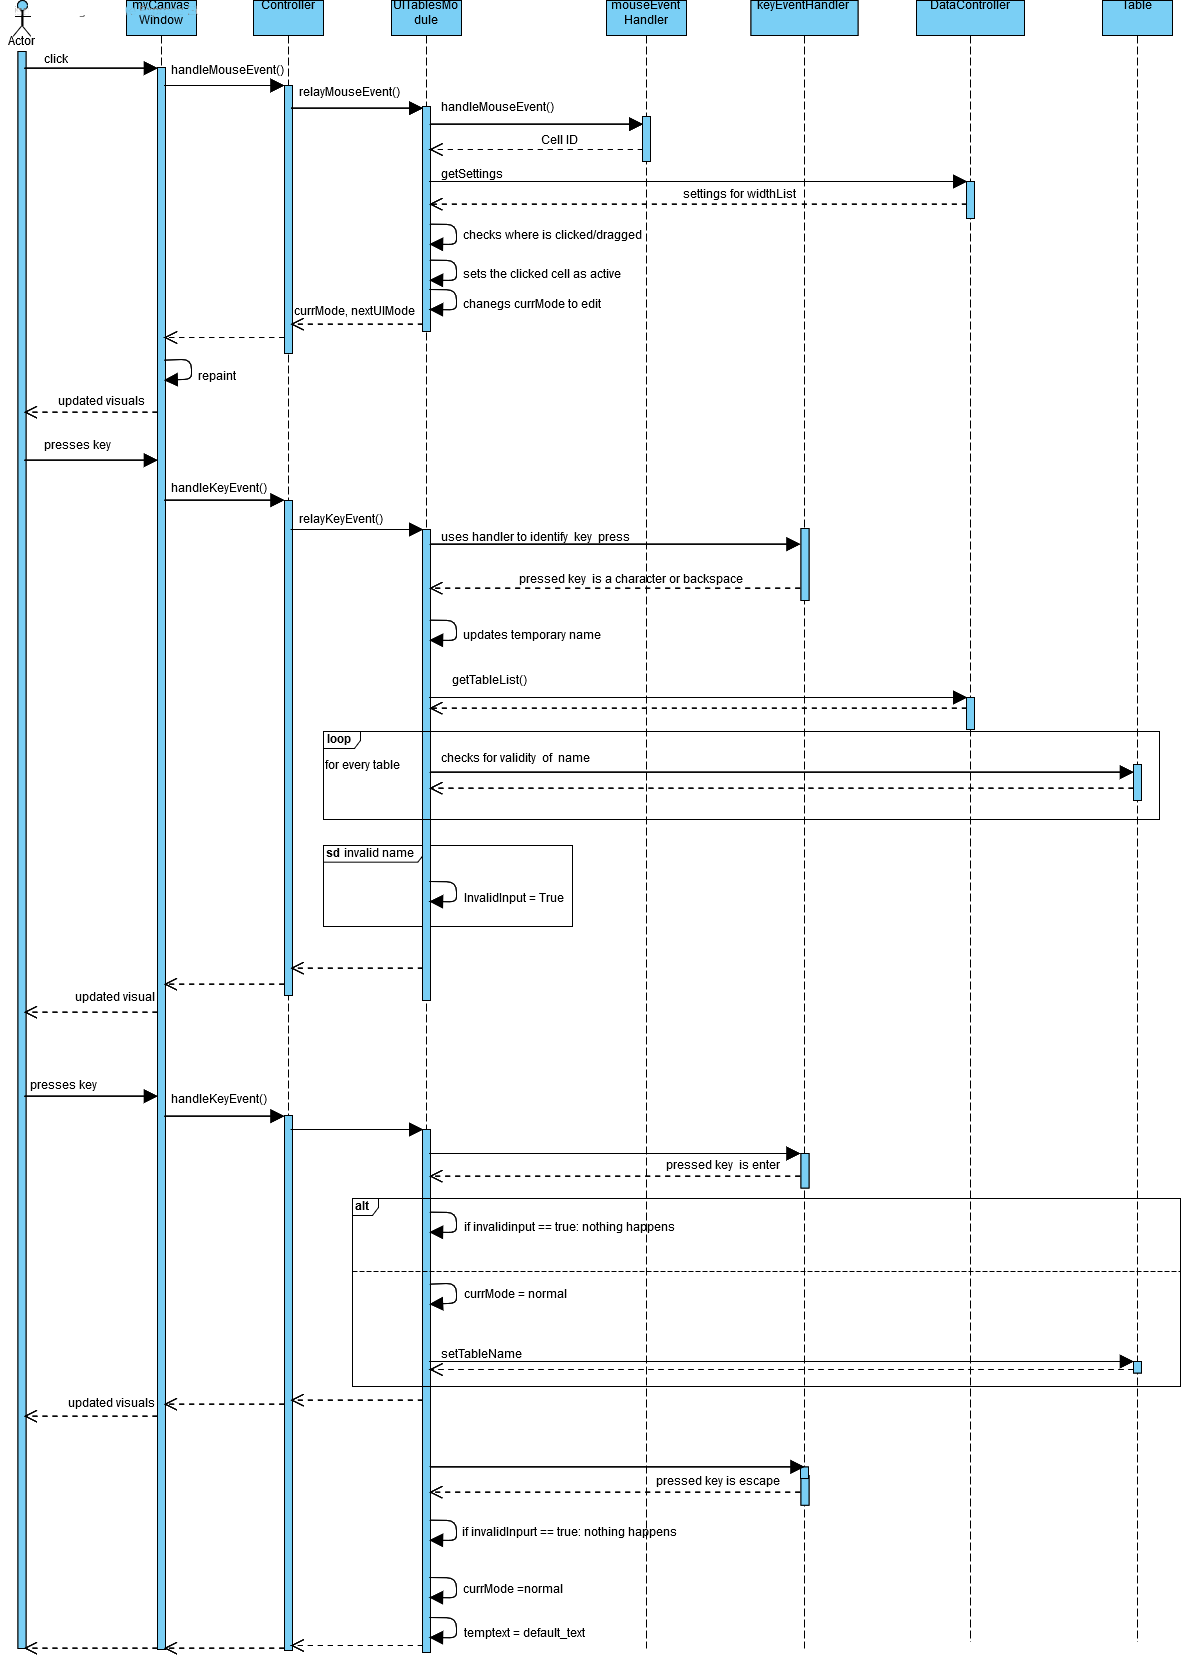 myCanvas
Window
Controller
UITablesMo
dule
mouseEvent
Handler
keyEventHandler
DataController
Table
Actor
click
handleMouseEvent()
relayMouseEvent()
handleMouseEvent()
Cell ID
getSettings
settings for widthList
checks where is clicked/dragged
sets the clicked cell as active
chanegs currMode to edit
currMode, nextUIMode
repaint
updated visuals
presses key
handleKeyEvent()
relayKeyEvent()
uses handler to identify key press
pressed key is a character or backspace
updates temporary name
getTableList()
loop
for every table
checks for validity of name
sd invalid name
InvalidInput = True
updated visual
presses key
handleKeyEvent()
pressed key is enter
alt
if invalidinput == true: nothing happens
currMode = normal
setTableName
updated visuals
pressed key is escape
if invalidInpurt == true: nothing happens
currMode =normal
temptext = default_text